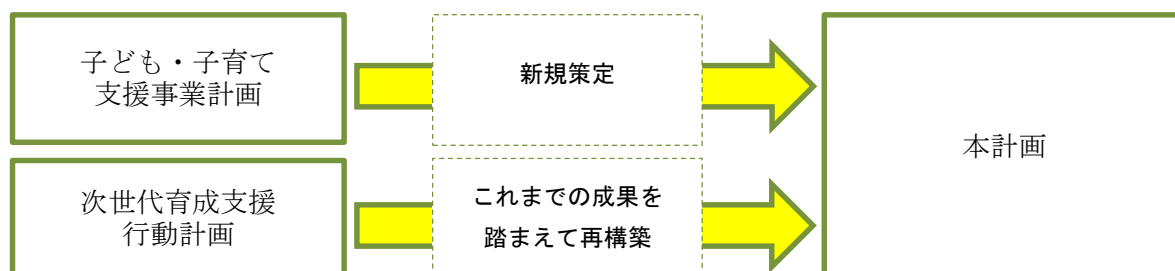 子ども・子育て
支援事業計画
新規策定
本計画
次世代育成支援
行動計画
これまでの成果を
踏まえて再構築